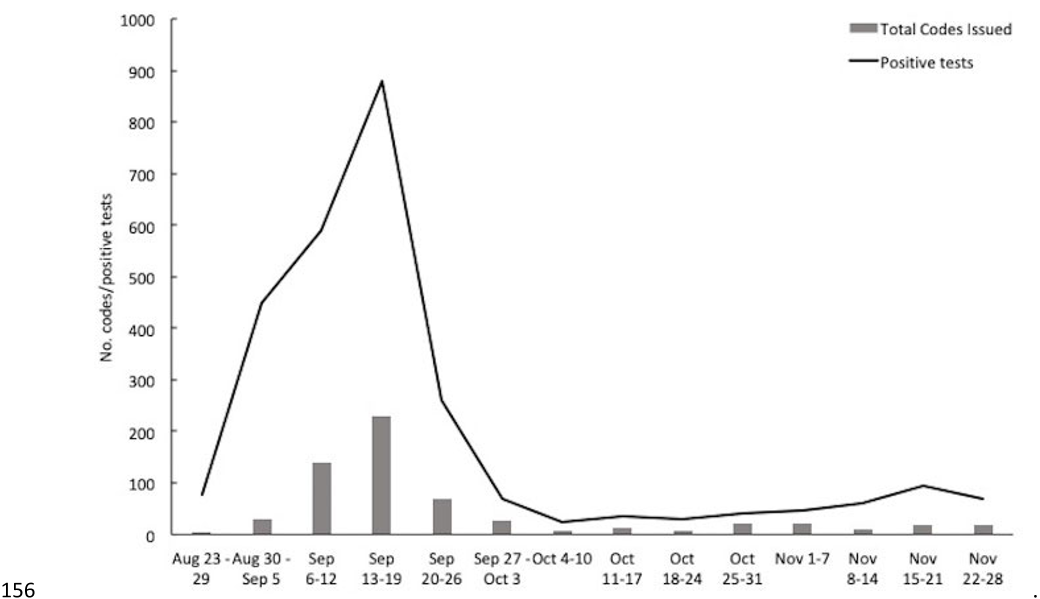 1000
Total Codes Issued
Positive tests
900
800
700
600
500
400
300
200
100
0
No. codes/positive tests
Aug 23 - Aug 30 - Sep Sep Sep Sep 27 - Oct 4-10 Oct Oct Oct Nov 1-7 Nov Nov Nov
29 Sep 5 6-12 13-19 20-26 Oct 3 11-17 18-24 25-31 8-14 15-21 22-28
156 .